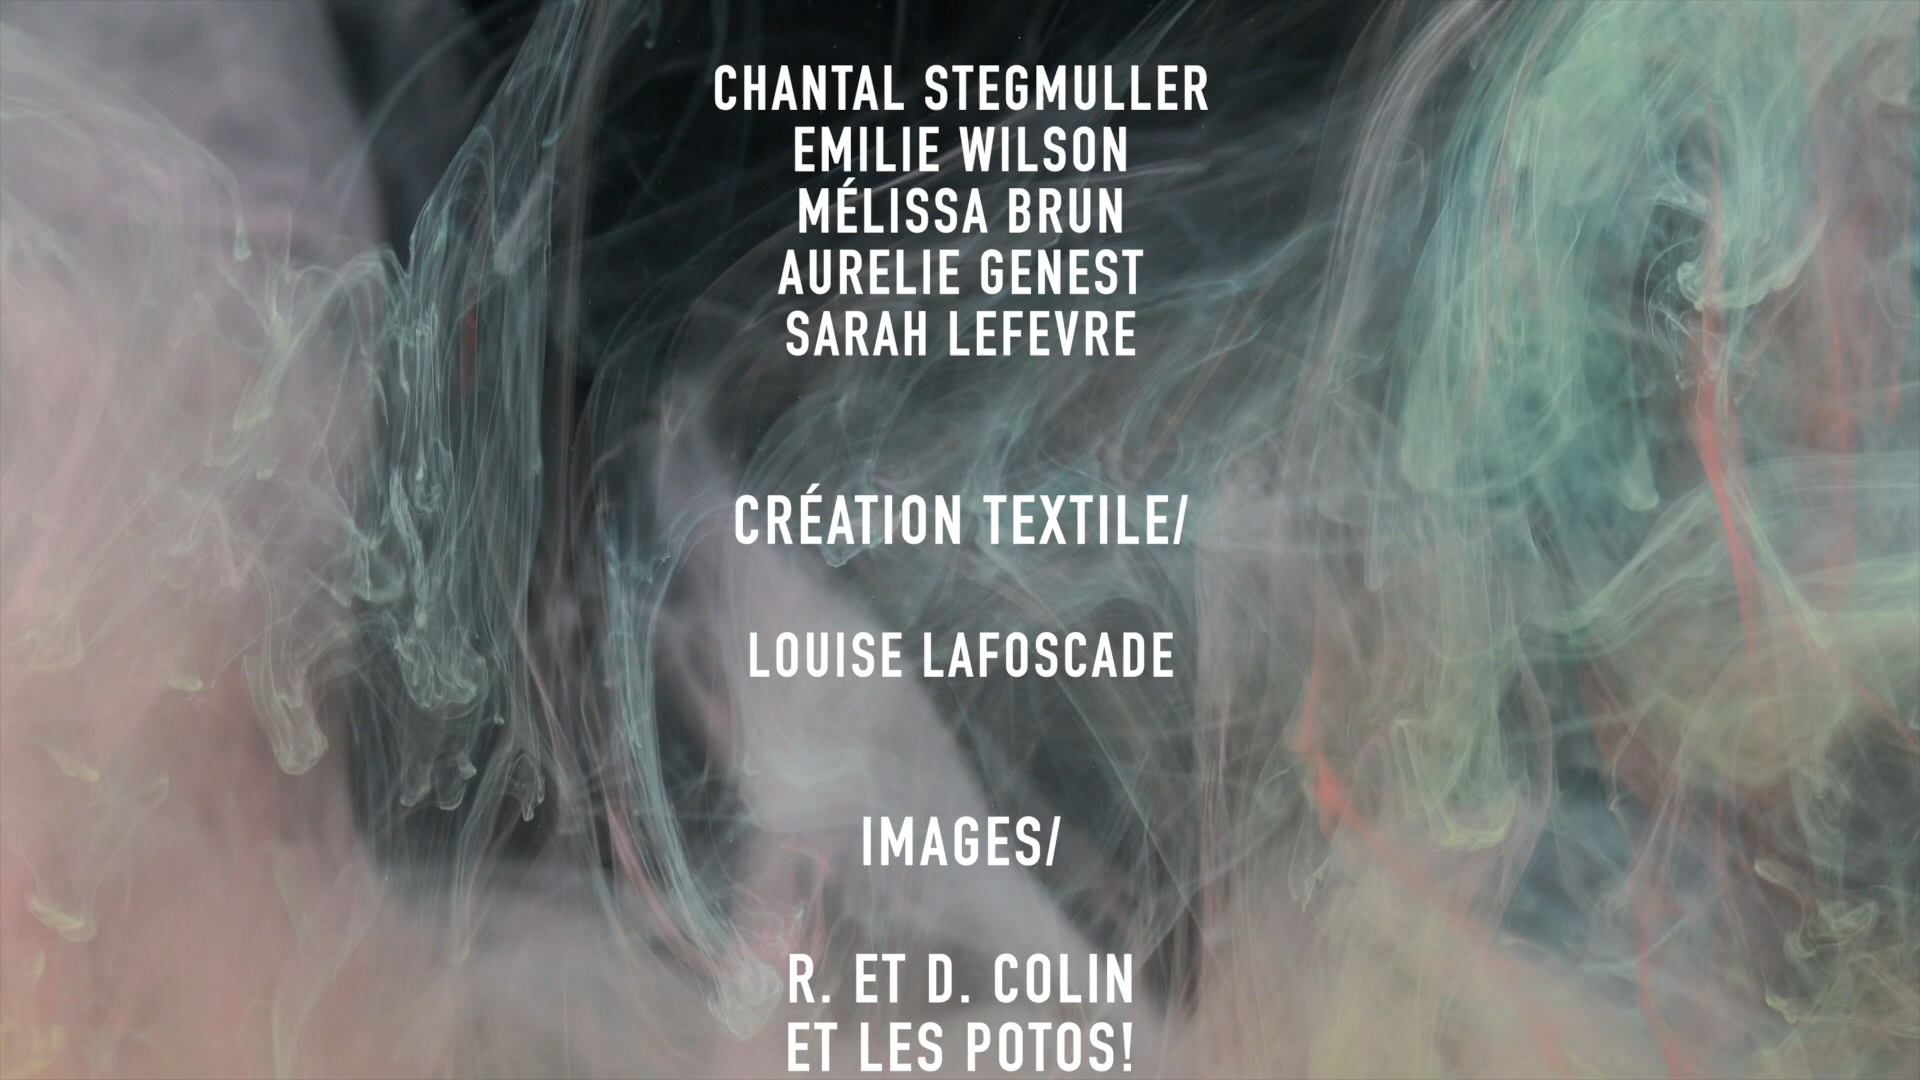 CHANTAL STEGMULLER
EMILIE WILSON
MÉLISSA BRUN
AURELIE GENEST
SARAH LEFEVRE
CRÉATION TEXTILE/
LOUISE LAFOSCADE
IMAGES/
R. ET D. COLIN
ET LES POTOS!